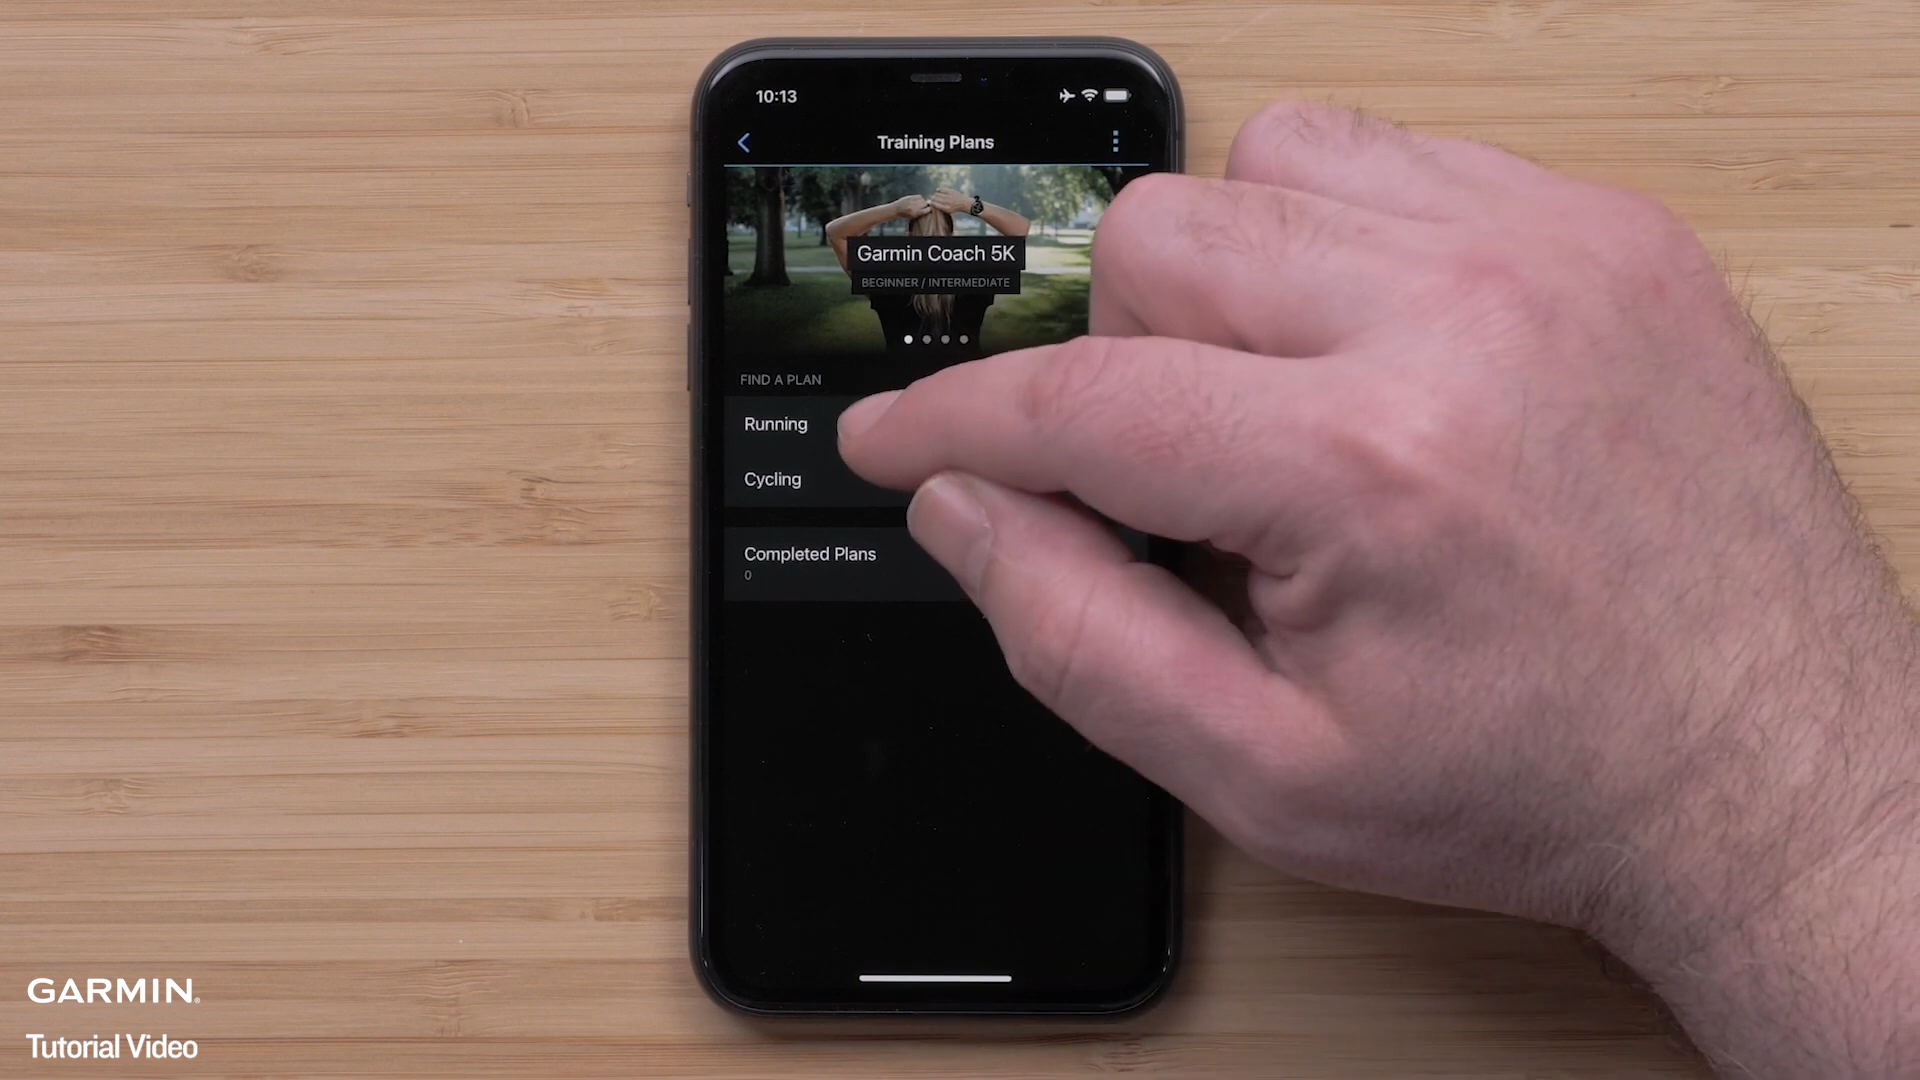 10:13
Training Plans
Garmin Coach 5K
BEGINNER / INTERMEDIATE
FIND A PLAN
Running
Cycling
Completed Plans
0
GARMIN.
Tutorial Video